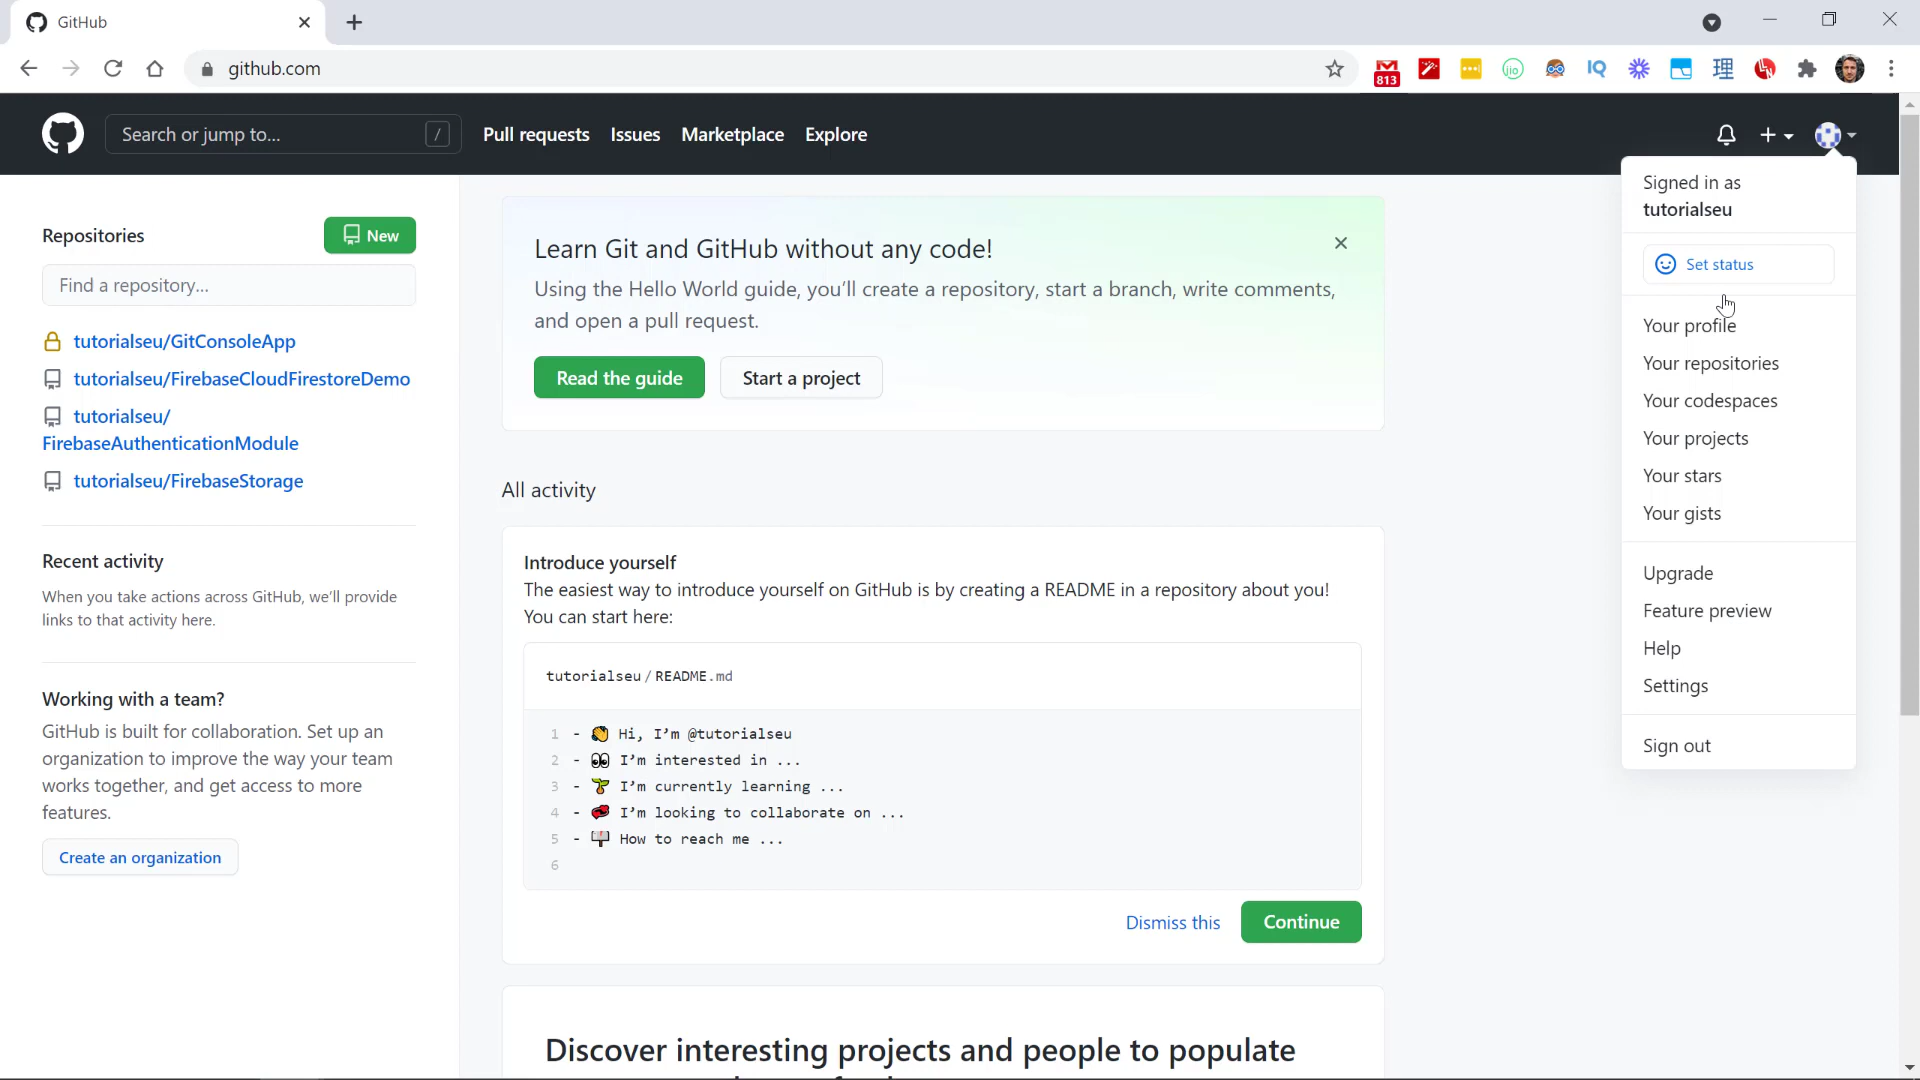 GitHub
github.com
813
jio
IQ
理
Search or jump to...
/
Pull requests Issues Marketplace Explore
Signed in as
tutorialseu
Set status
Your profile
Your repositories
Your codespaces
Your projects
Your stars
Your gists
Upgrade
Feature preview
Help
Settings
Sign out
Repositories
New
Find a repository...
tutorialseu/GitConsoleApp
tutorialseu/FirebaseCloudFirestoreDemo
tutorialseu/
FirebaseAuthenticationModule
tutorialseu/FirebaseStorage
Recent activity
When you take actions across GitHub, we'll provide
links to that activity here.
Working with a team?
GitHub is built for collaboration. Set up an
organization to improve the way your team
works together, and get access to more
features.
Create an organization
Learn Git and GitHub without any code!
Using the Hello World guide, you'll create a repository, start a branch, write comments,
and open a pull request.
Read the guide Start a project
All activity
Introduce yourself
The easiest way to introduce yourself on GitHub is by creating a README in a repository about you!
You can start here:
tutorialseu/README.md
1 - 👋 Hi, I'm @tutorialseu
2 - 👀 I'm interested in ...
3 - 🌱 I'm currently learning ...
4 - 💞️ I'm looking to collaborate on ...
5 - 📫 How to reach me ...
6
Dismiss this Continue
Discover interesting projects and people to populate